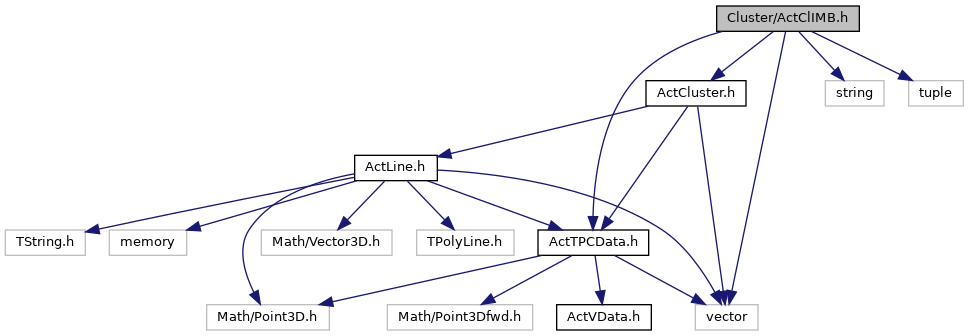 Cluster/ActClIMB.h
ActCluster.h
string
tuple
ActLine.h
TString.h
memory
Math/Vector3D.h
TPolyLine.h
ActTPCData.h
Math/Point3D.h
Math/Point3Dfwd.h
ActVData.h
vector